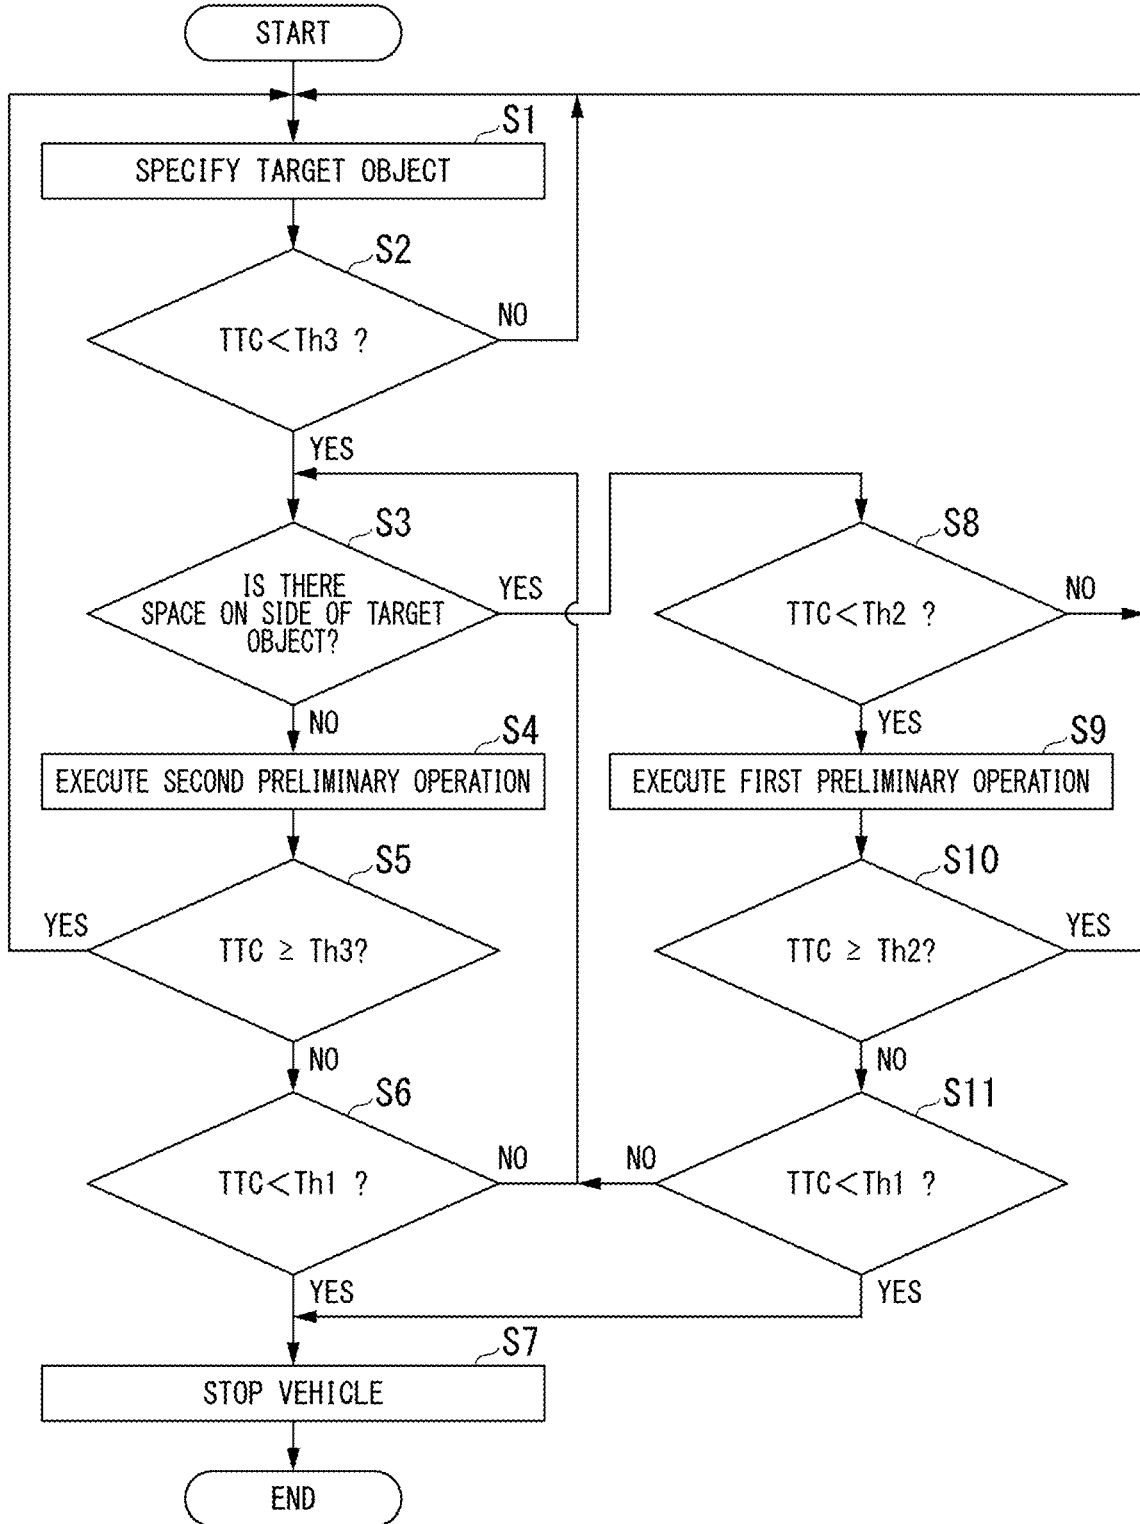 START
S1
SPECIFY TARGET OBJECT
S2
TTC<Th3 ?
NO
YES
S3
IS THERE
SPACE ON SIDE OF TARGET
OBJECT?
YES
NO
S4
EXECUTE SECOND PRELIMINARY OPERATION
S5
TTC ≥ Th3?
YES
NO
S6
TTC<Th1 ?
NO
YES
S7
STOP VEHICLE
END
S8
TTC<Th2 ?
NO
YES
S9
EXECUTE FIRST PRELIMINARY OPERATION
S10
TTC ≥ Th2?
YES
NO
S11
TTC<Th1 ?
NO
YES